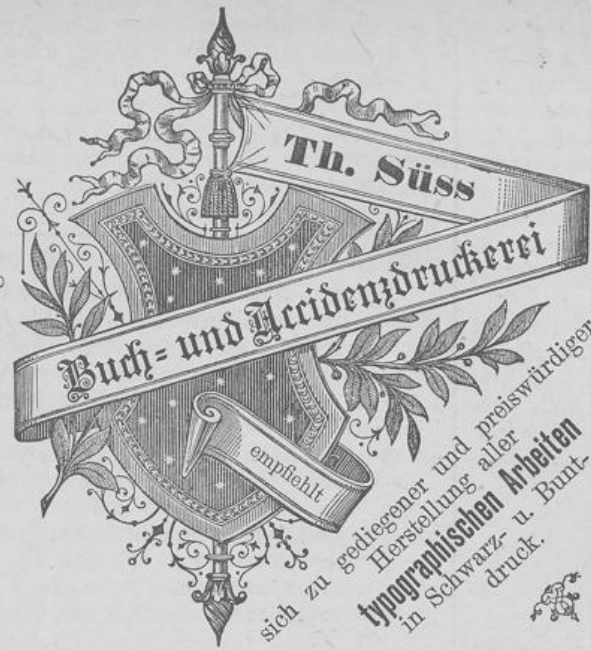 Th. Süss
Buch- und Accidenzdruckerei
empfiehlt
sich zu gediegener und preiswürdiger
Herstellung aller
typographischen Arbeiten
in Schwarz- u. Bunt-
druck.